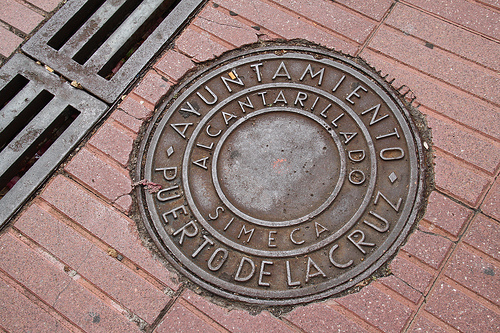 AYUNTAMIENTO
PUERTO DE LA CRUZ
ALCANTARILLADO
SIMECA